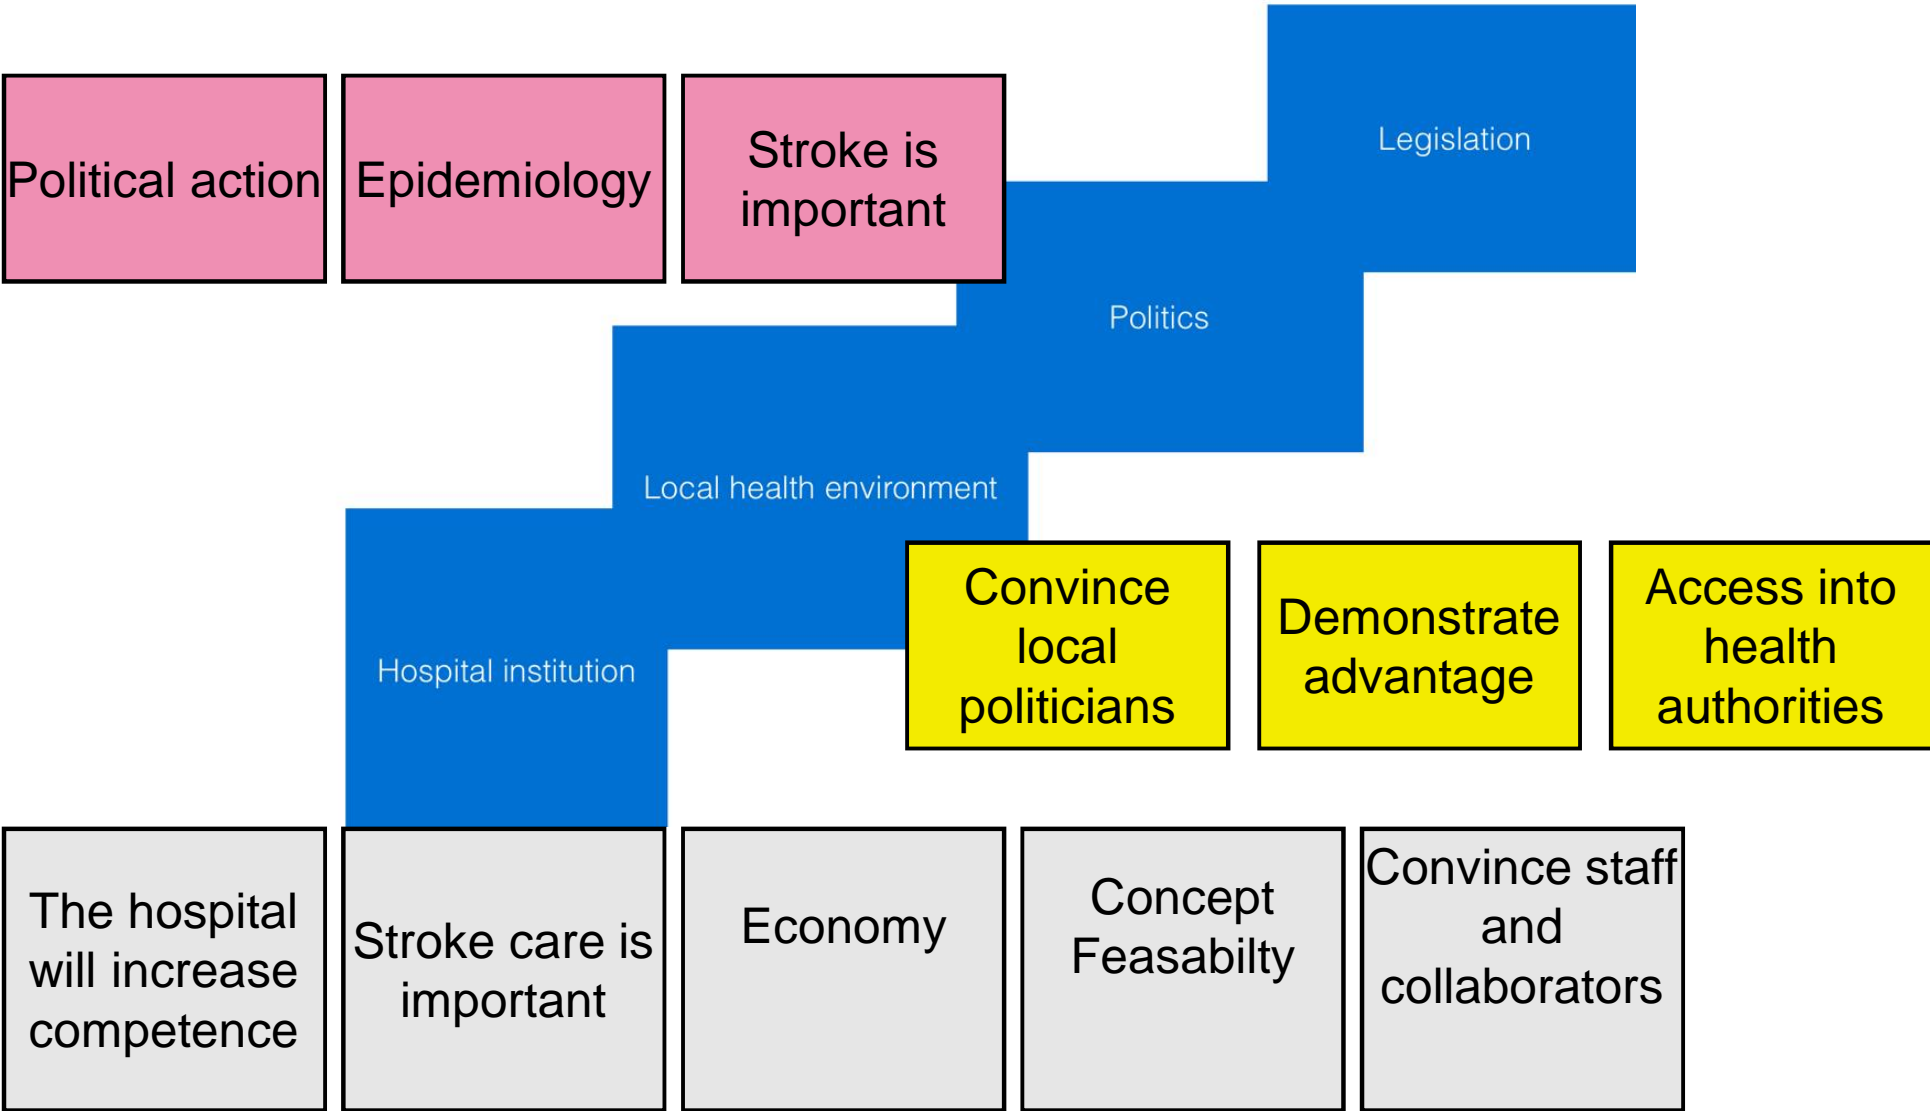 Legislation
Political action
Epidemiology
Stroke is
important
Politics
Local health environment
Hospital institution
Convince
local
politicians
Demonstrate
advantage
Access into
health
authorities
The hospital
will increase
competence
Stroke care is
important
Economy
Concept
Feasabilty
Convince staff
and
collaborators